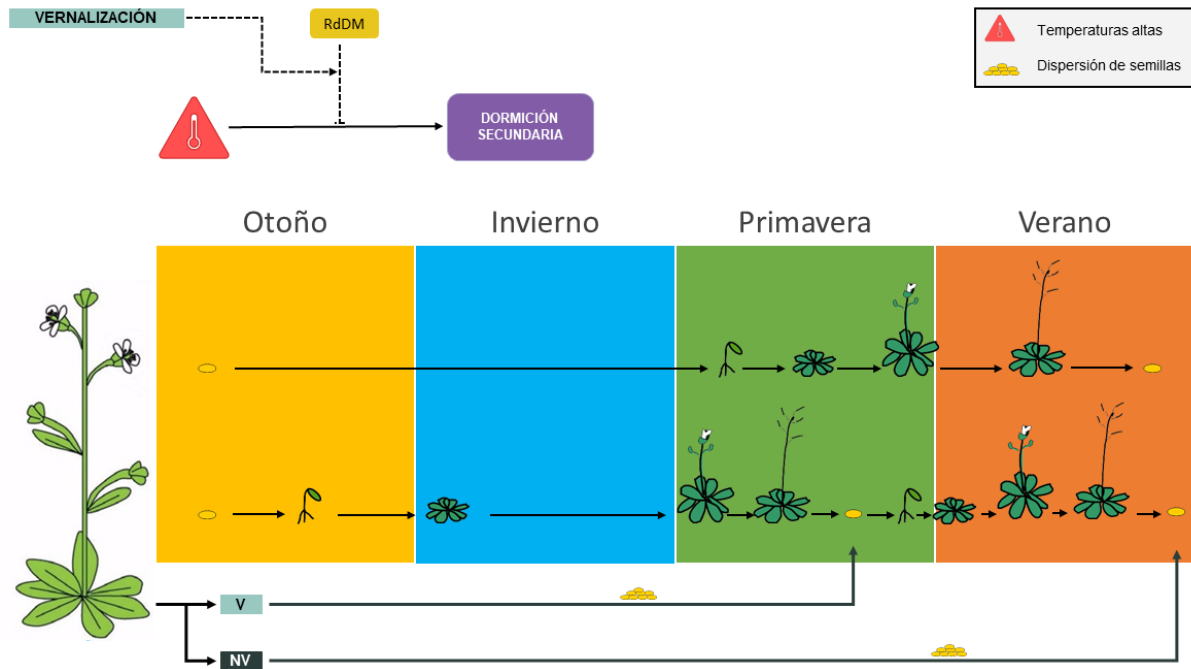 VERNALIZACIÓN
RdDM
Temperaturas altas
Dispersión de semillas
DORMICIÓN
SECUNDARIA
Otoño
Invierno
Primavera
Verano
V
NV